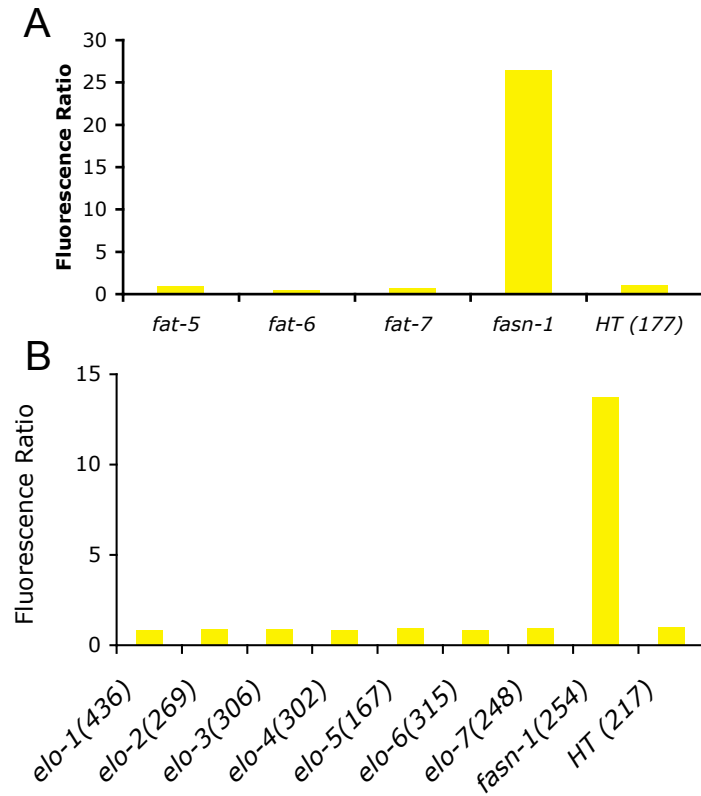 A
Fluorescence Ratio
30
25
20
15
10
5
0
fat-5 fat-6 fat-7 fasn-1 HT (177)
B
Fluorescence Ratio
15
10
5
0
elo-1(436)
elo-2(269)
elo-3(306)
elo-4(302)
elo-5(167)
elo-6(315)
elo-7(248)
fasn-1(254)
HT (217)